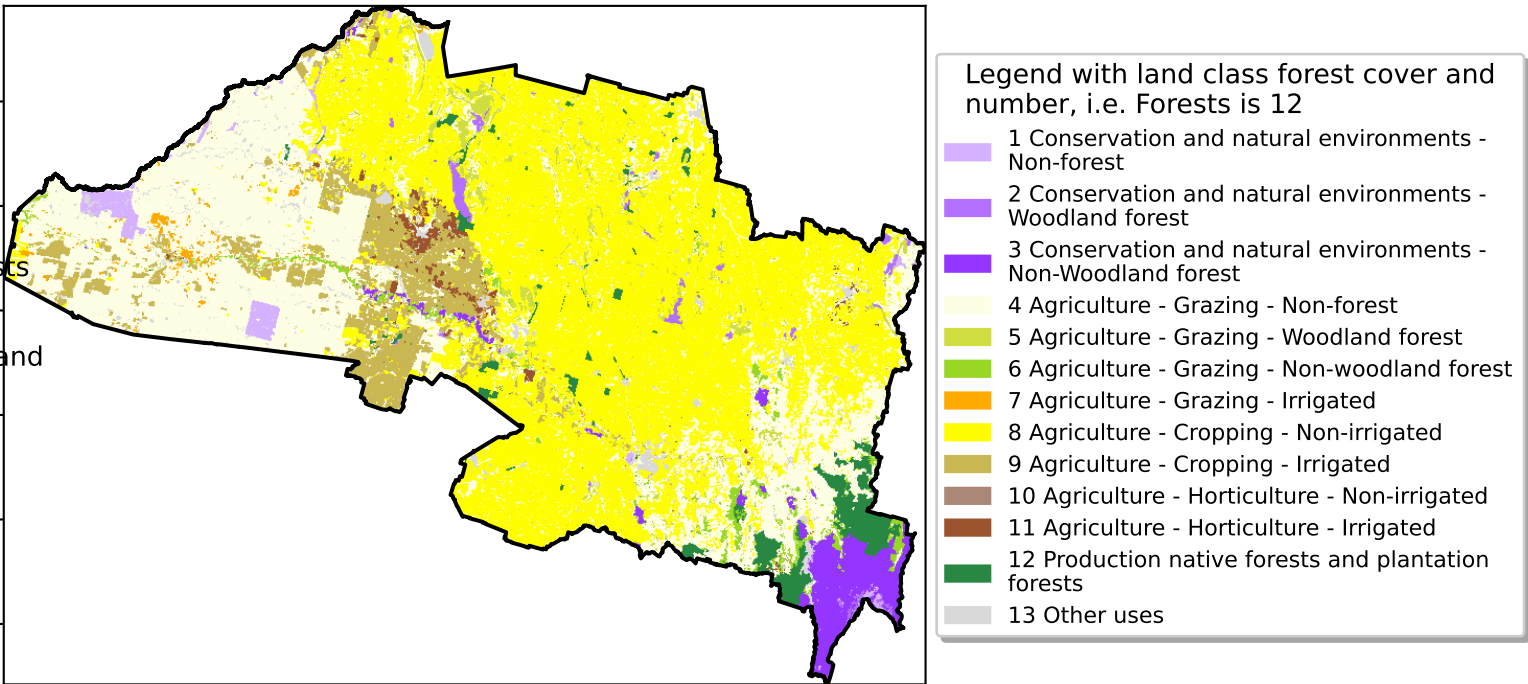 Legend with land class forest cover and
number, i.e. Forests is 12
1 Conservation and natural environments -
Non-forest
2 Conservation and natural environments -
Woodland forest
3 Conservation and natural environments -
Non-Woodland forest
4 Agriculture - Grazing - Non-forest
5 Agriculture - Grazing - Woodland forest
6 Agriculture - Grazing - Non-woodland forest
7 Agriculture - Grazing - Irrigated
8 Agriculture - Cropping - Non-irrigated
9 Agriculture - Cropping - Irrigated
10 Agriculture - Horticulture - Non-irrigated
11 Agriculture - Horticulture - Irrigated
12 Production native forests and plantation
forests
13 Other uses
sts
and